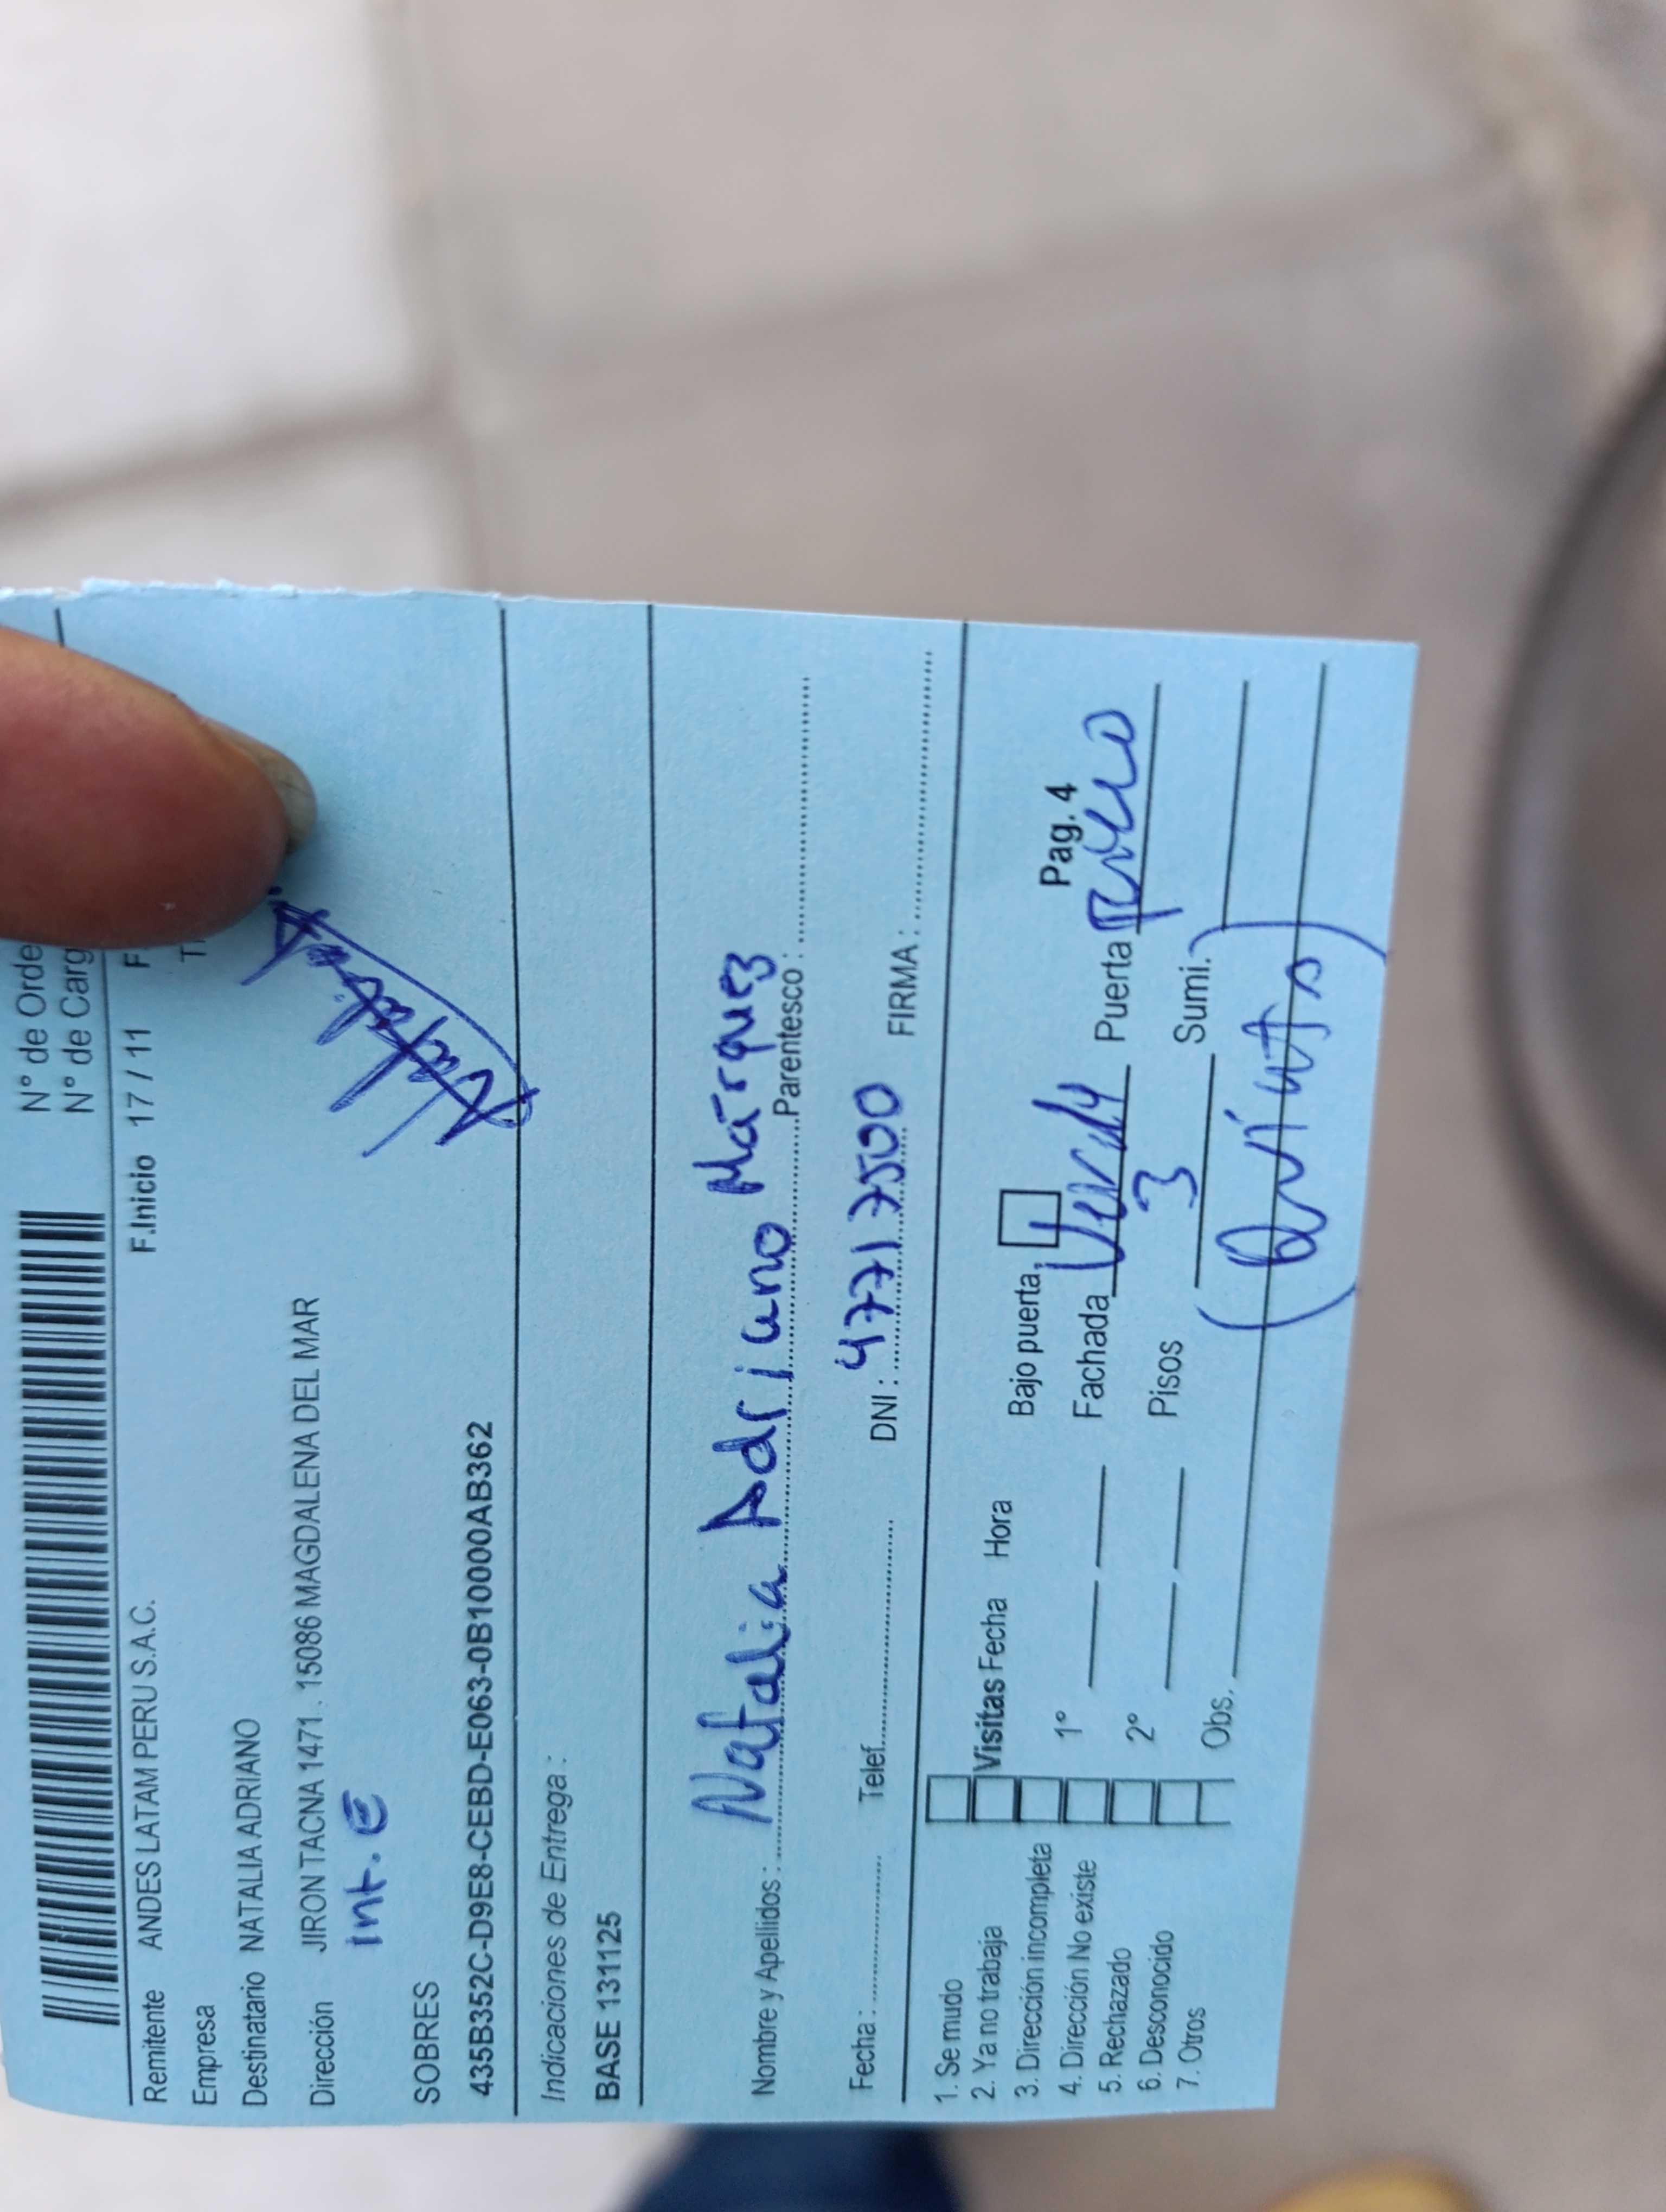 N° de Orde
N° de Carg
Remitente ANDES LATAM PERU S.A.C. F.Inicio 17 / 11 F
Empresa T
Destinatario NATALIA ADRIANO
Dirección JIRON TACNA 1471 . 15086 MAGDALENA DEL MAR
Int. E
Natalia A.
SOBRES
435B352C-D9E8-CEBD-E063-0B10000AB362
Indicaciones de Entrega :
BASE 131125
Nombre y Apellidos : Natalia Adriano Márquez Parentesco :
Fecha : Telef. DNI : 47717500 FIRMA :
1. Se mudo
2. Ya no trabaja
3. Dirección incompleta
4. Dirección No existe
5. Rechazado
6. Desconocido
7. Otros
Visitas Fecha Hora Bajo puerta Pag. 4
1° Fachada Puerta
2° Pisos 3 Sumi.
Obs.